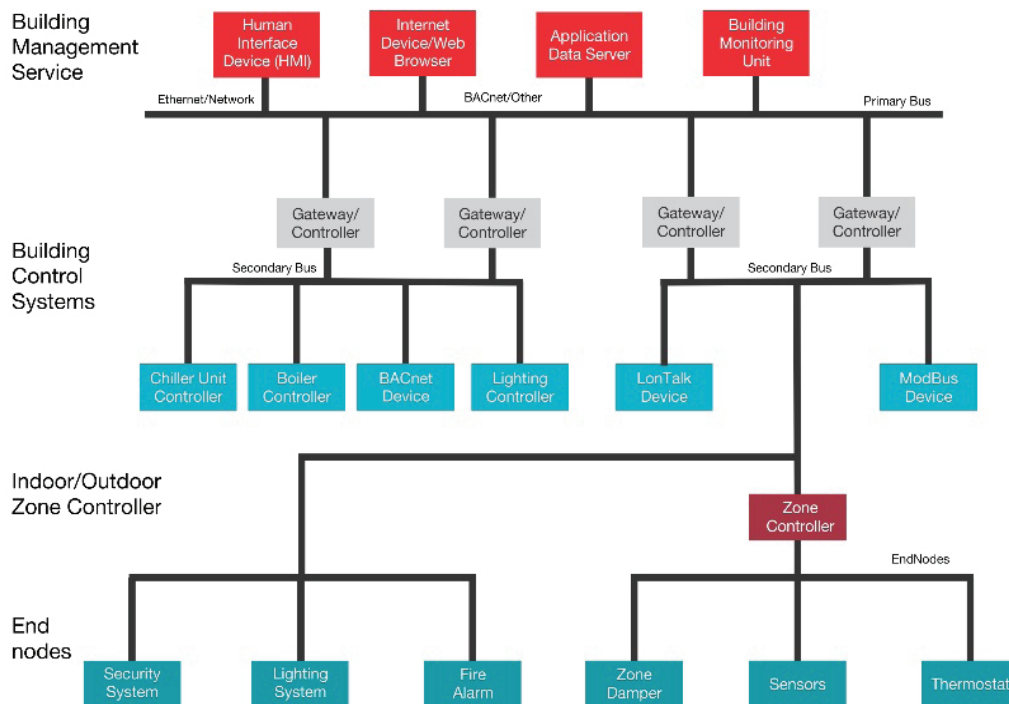 Building
Management
Service
Human
Interface
Device (HMI)
Internet
Device/Web
Browser
Application
Data Server
Building
Monitoring
Unit
Ethernet/Network
BACnet/Other
Primary Bus
Gateway/
Controller
Gateway/
Controller
Gateway/
Controller
Gateway/
Controller
Building
Control
Systems
Secondary Bus
Secondary Bus
Chiller Unit
Controller
Boiler
Controller
BACnet
Device
Lighting
Controller
LonTalk
Device
ModBus
Device
Indoor/Outdoor
Zone Controller
Zone
Controller
EndNodes
End
nodes
Security
System
Lighting
System
Fire
Alarm
Zone
Damper
Sensors
Thermostat